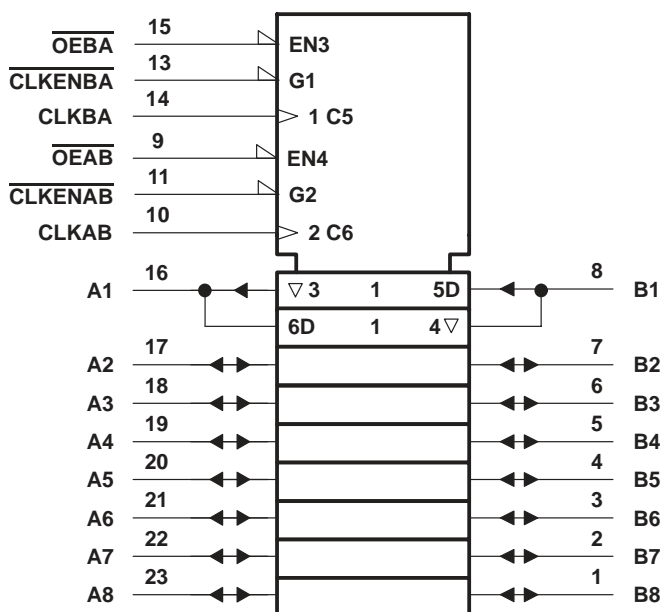 OEBA 15 EN3
CLKENBA 13 G1
CLKBA 14 1 C5
OEAB 9 EN4
CLKENAB 11 G2
CLKAB 10 2 C6
A1 16 ▽ 3 1 5D 8 B1
6D 1 4 ▽
A2 17 7 B2
A3 18 6 B3
A4 19 5 B4
A5 20 4 B5
A6 21 3 B6
A7 22 2 B7
A8 23 1 B8